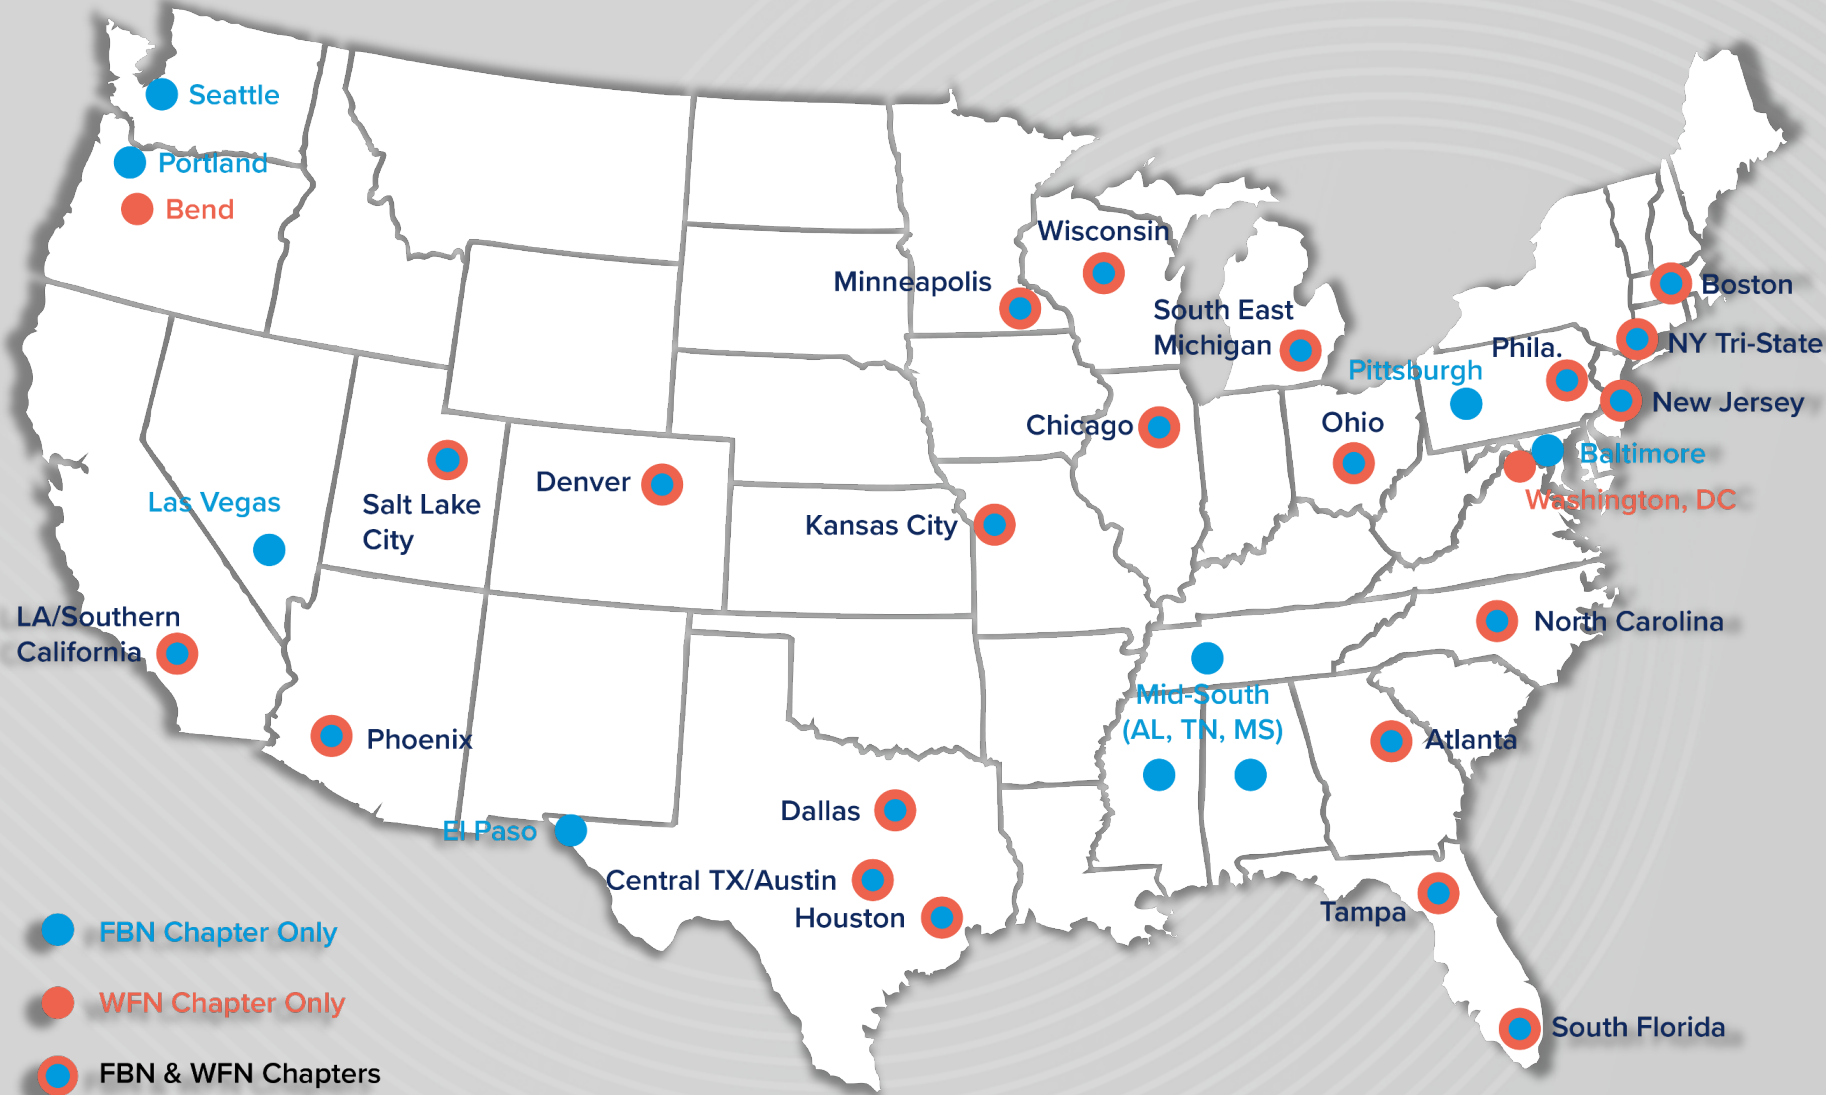 Seattle
Portland
Bend
Wisconsin
Minneapolis
South East
Michigan
Boston
NY Tri-State
Phila.
Pittsburgh
New Jersey
Chicago
Ohio
Baltimore
Washington, DC
Denver
Salt Lake
City
Las Vegas
Kansas City
LA/Southern
California
North Carolina
Mid-South
(AL, TN, MS)
Phoenix
Atlanta
Dallas
El Paso
Central TX/Austin
Houston
Tampa
South Florida
FBN Chapter Only
WFN Chapter Only
FBN & WFN Chapters